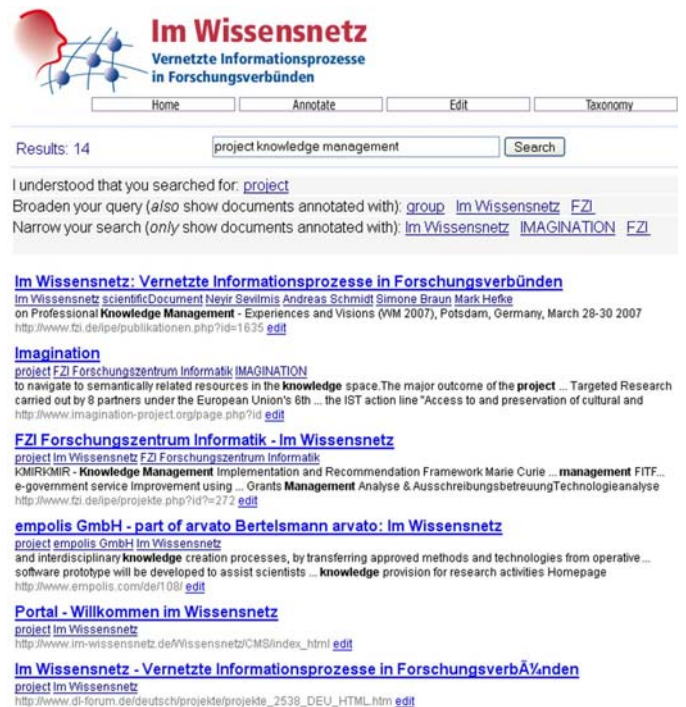 Im Wissensnetz
Vernetzte Informationsprozesse
in Forschungsverbünden
Home Annotate Edit Taxonomy
Results: 14 project knowledge management Search
I understood that you searched for: project
Broaden your query (also show documents annotated with): group Im Wissensnetz FZI
Narrow your search (only show documents annotated with): Im Wissensnetz IMAGINATION FZI
Im Wissensnetz: Vernetzte Informationsprozesse in Forschungsverbünden
Im Wissensnetz scientificDocument Neyir Sevilmis Andreas Schmidt Simone Braun Mark Hefke
on Professional Knowledge Management - Experiences and Visions (WM 2007), Potsdam, Germany, March 28-30 2007
http://www.fzi.de/ipe/publikationen.php?id=1635 edit
Imagination
project FZI Forschungszentrum Informatik IMAGINATION
to navigate to semantically related resources in the knowledge space.The major outcome of the project ... Targeted Research
carried out by 8 partners under the European Union's 6th ... the IST action line "Access to and preservation of cultural and
http://www.imagination-project.org/page.php?id edit
FZI Forschungszentrum Informatik - Im Wissensnetz
project Im Wissensnetz FZI Forschungszentrum Informatik
KMIRKMIR - Knowledge Management Implementation and Recommendation Framework Marie Curie ... management FITF...
e-government service Improvement using ... Grants Management Analyse & AusschreibungsbetreuungTechnologieanalyse
http://www.fzi.de/ipe/projekte.php?id?=272 edit
empolis GmbH - part of arvato Bertelsmann arvato: Im Wissensnetz
project empolis GmbH Im Wissensnetz
and interdisciplinary knowledge creation processes, by transferring approved methods and technologies from operative...
software prototype will be developed to assist scientists ... knowledge provision for research activities Homepage
http://www.empolis.com/de/108/ edit
Portal - Willkommen im Wissensnetz
project Im Wissensnetz
http://www.im-wissensnetz.de/Wissensnetz/CMS/index_html edit
Im Wissensnetz - Vernetzte Informationsprozesse in ForschungsverbÃ¼nden
project Im Wissensnetz
http://www.dl-forum.de/deutsch/projekte/projekte_2538_DEU_HTML.htm edit